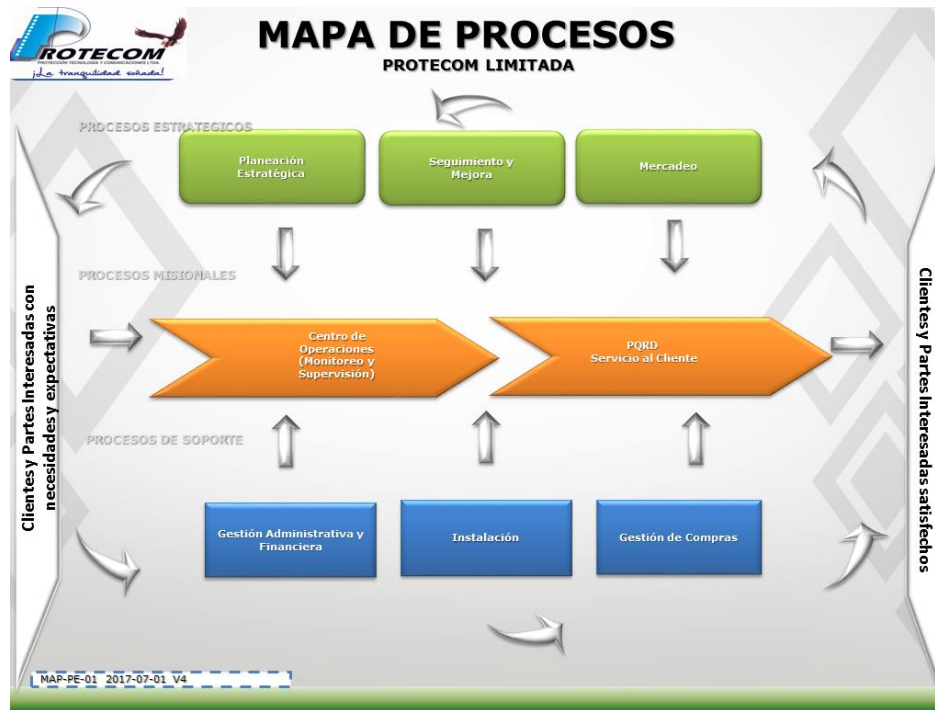 PROTECOM
PROTECCIÓN TECNOLOGÍA Y COMUNICACIONES LTDA.
¡La tranquilidad soñada!
MAPA DE PROCESOS
PROTECOM LIMITADA
PROCESOS ESTRATEGICOS
Planeación
Estratégica
Seguimiento y
Mejora
Mercadeo
PROCESOS MISIONALES
Clientes y Partes Interesadas con
necesidades y expectativas
Centro de
Operaciones
(Monitoreo y
Supervisión)
PQRD
Servicio al Cliente
Clientes y Partes Interesadas satisfechos
PROCESOS DE SOPORTE
Gestión Administrativa y
Financiera
Instalación
Gestión de Compras
MAP-PE-01 2017-07-01 V4